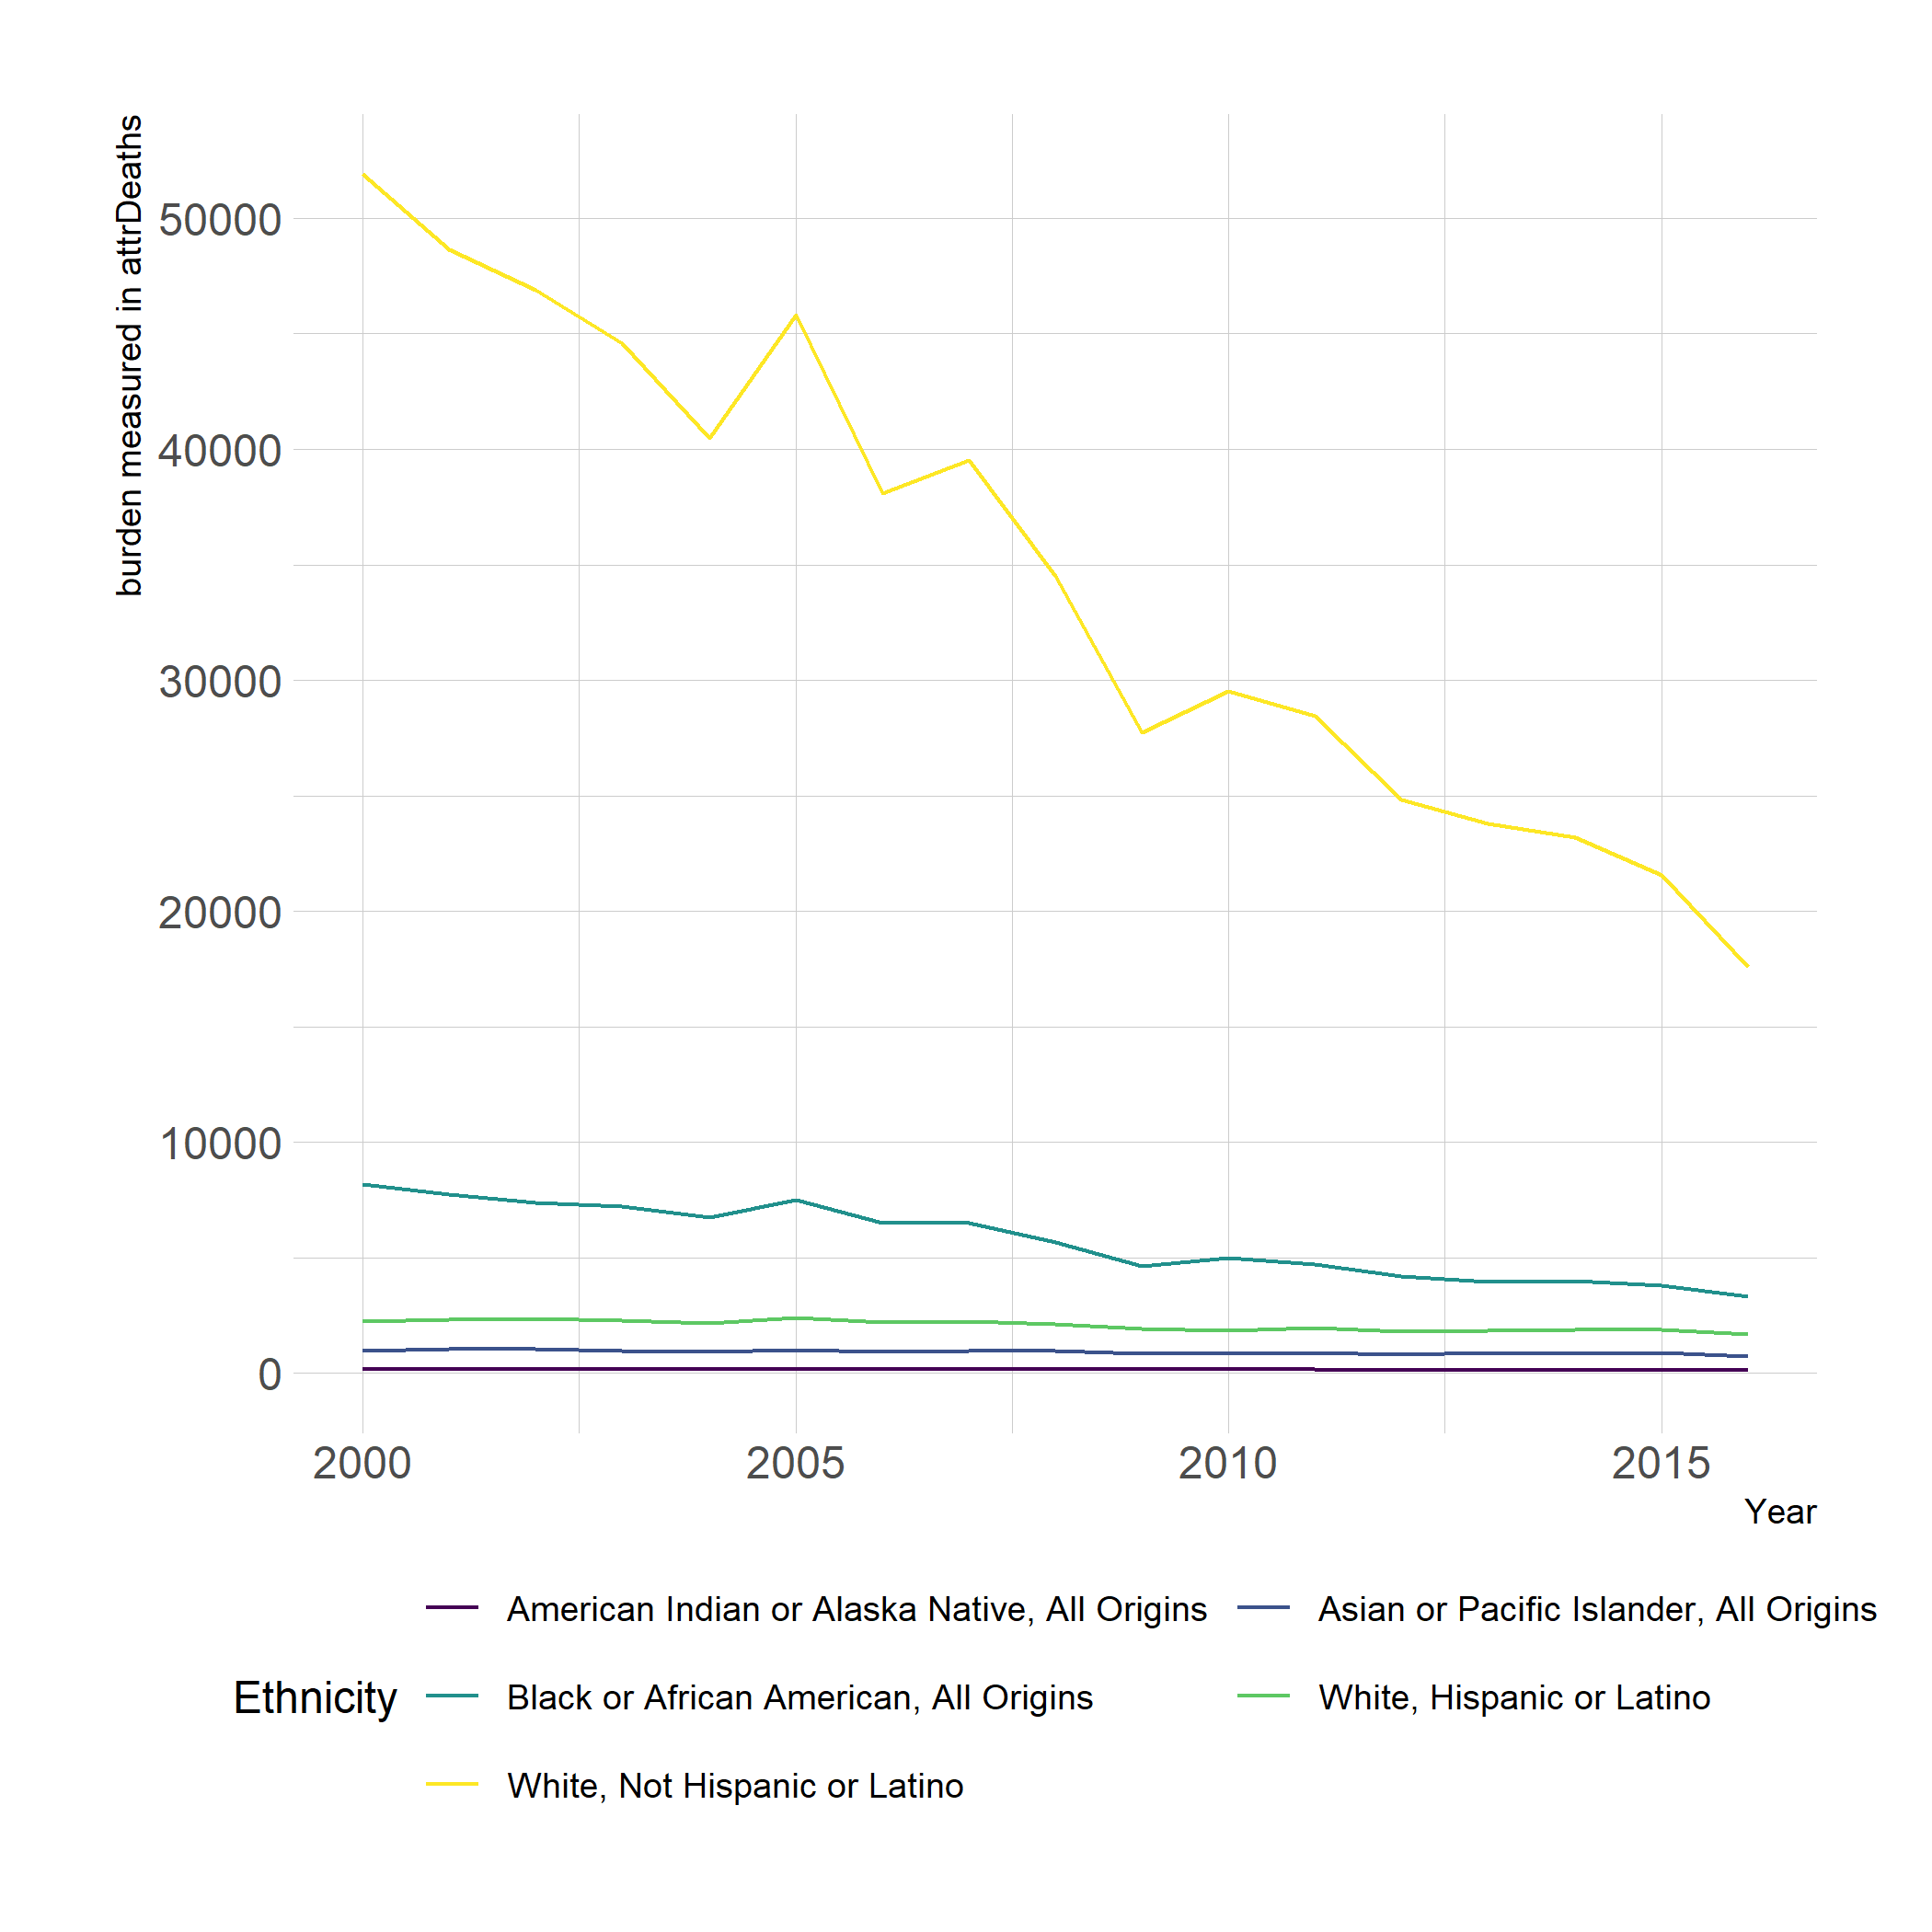 burden measured in attrDeaths
50000
40000
30000
20000
10000
0
2000 2005 2010 2015
Year
Ethnicity
American Indian or Alaska Native, All Origins
Asian or Pacific Islander, All Origins
Black or African American, All Origins
White, Hispanic or Latino
White, Not Hispanic or Latino